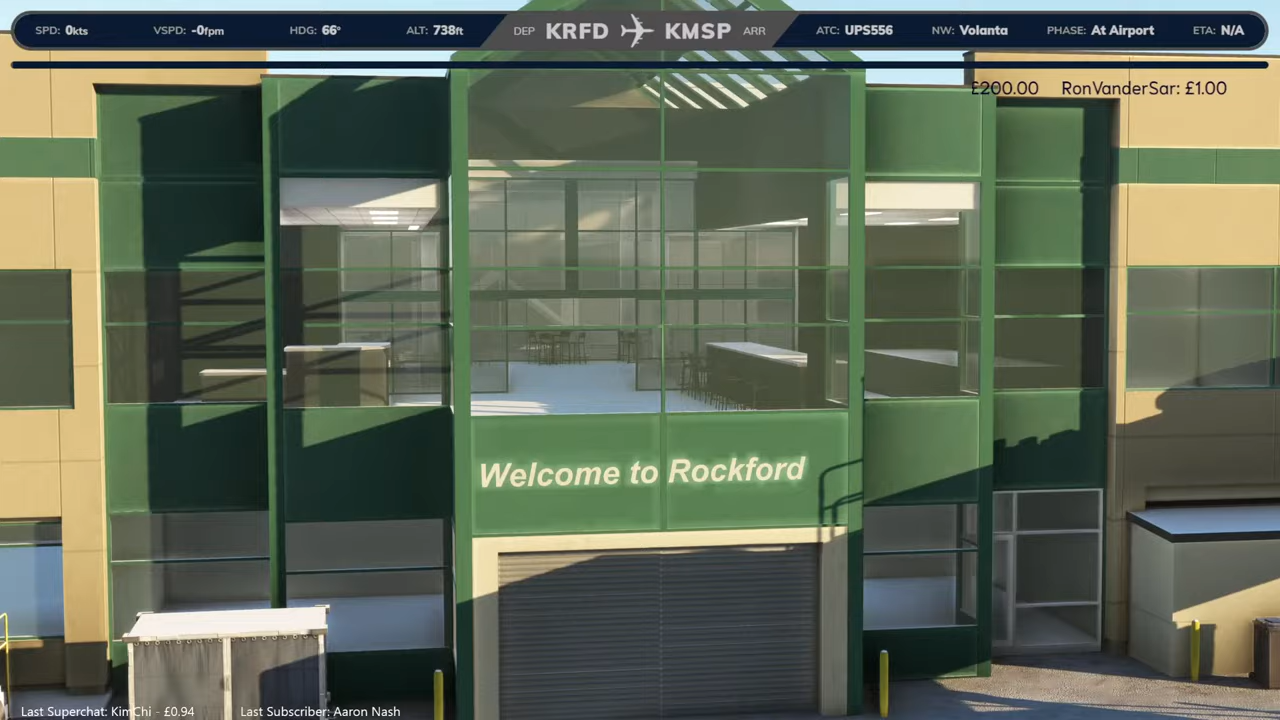 SPD: 0kts VSPD: -0fpm HDG: 66° ALT: 738ft DEP KRFD KMSP ARR ATC: UPS556 NW: Volanta PHASE: At Airport ETA: N/A
£200.00 RonVanderSar: £1.00
Welcome to Rockford
Last Superchat: KimChi - £0.94 Last Subscriber: Aaron Nash